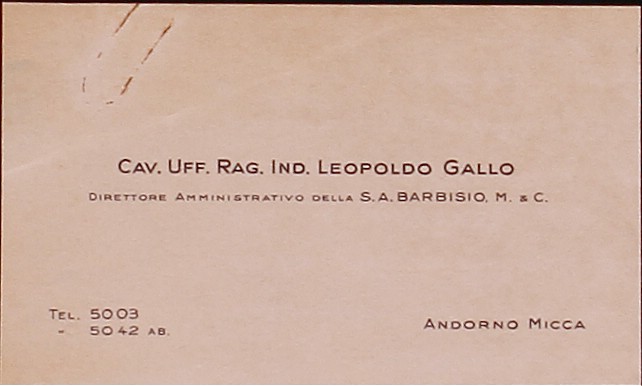 Cav. Uff. Rag. Ind. Leopoldo Gallo
Direttore Amministrativo della S.A. BARBISIO, M. & C.
Tel. 5003
- 5042 ab.
Andorno Micca